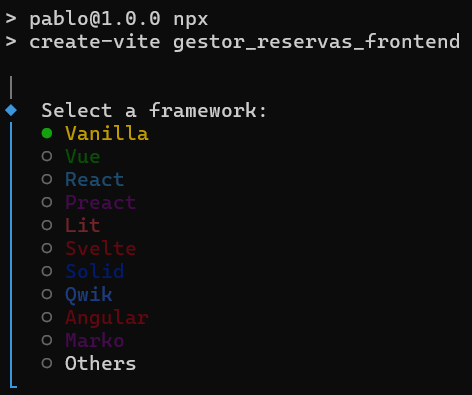 > pablo@1.0.0 npx
> create-vite gestor_reservas_frontend
Select a framework:
Vanilla
Vue
React
Preact
Lit
Svelte
Solid
Qwik
Angular
Marko
Others